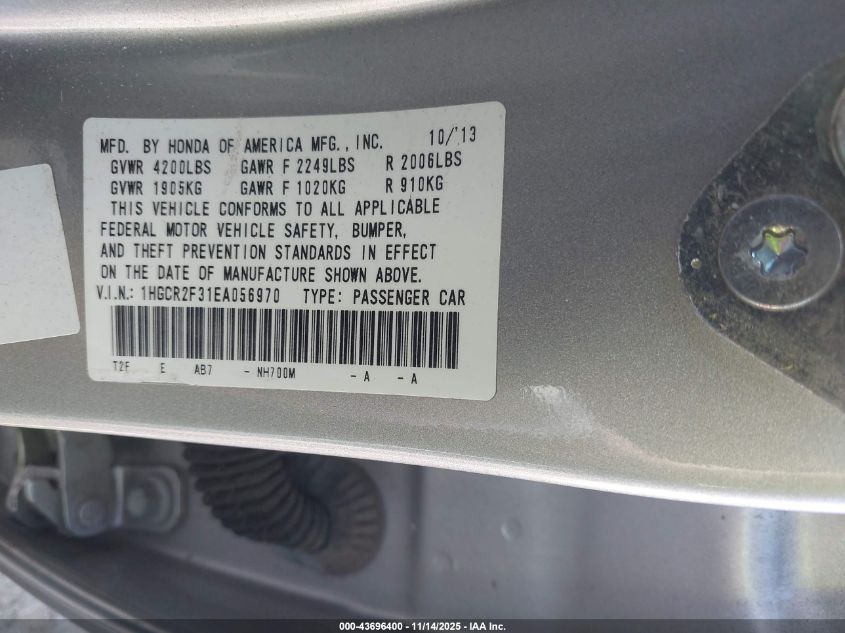 MFD. BY HONDA OF AMERICA MFG., INC. 10/'13
GVWR 4200LBS GAWR F 2249LBS R 2006LBS
GVWR 1905KG GAWR F 1020KG R 910KG
THIS VEHICLE CONFORMS TO ALL APPLICABLE
FEDERAL MOTOR VEHICLE SAFETY, BUMPER,
AND THEFT PREVENTION STANDARDS IN EFFECT
ON THE DATE OF MANUFACTURE SHOWN ABOVE.
V.I.N.: 1HGCR2F31EA056970 TYPE: PASSENGER CAR
T2F E AB7 - NH700M - A - A
000-43696400 - 11/14/2025 - IAA Inc.